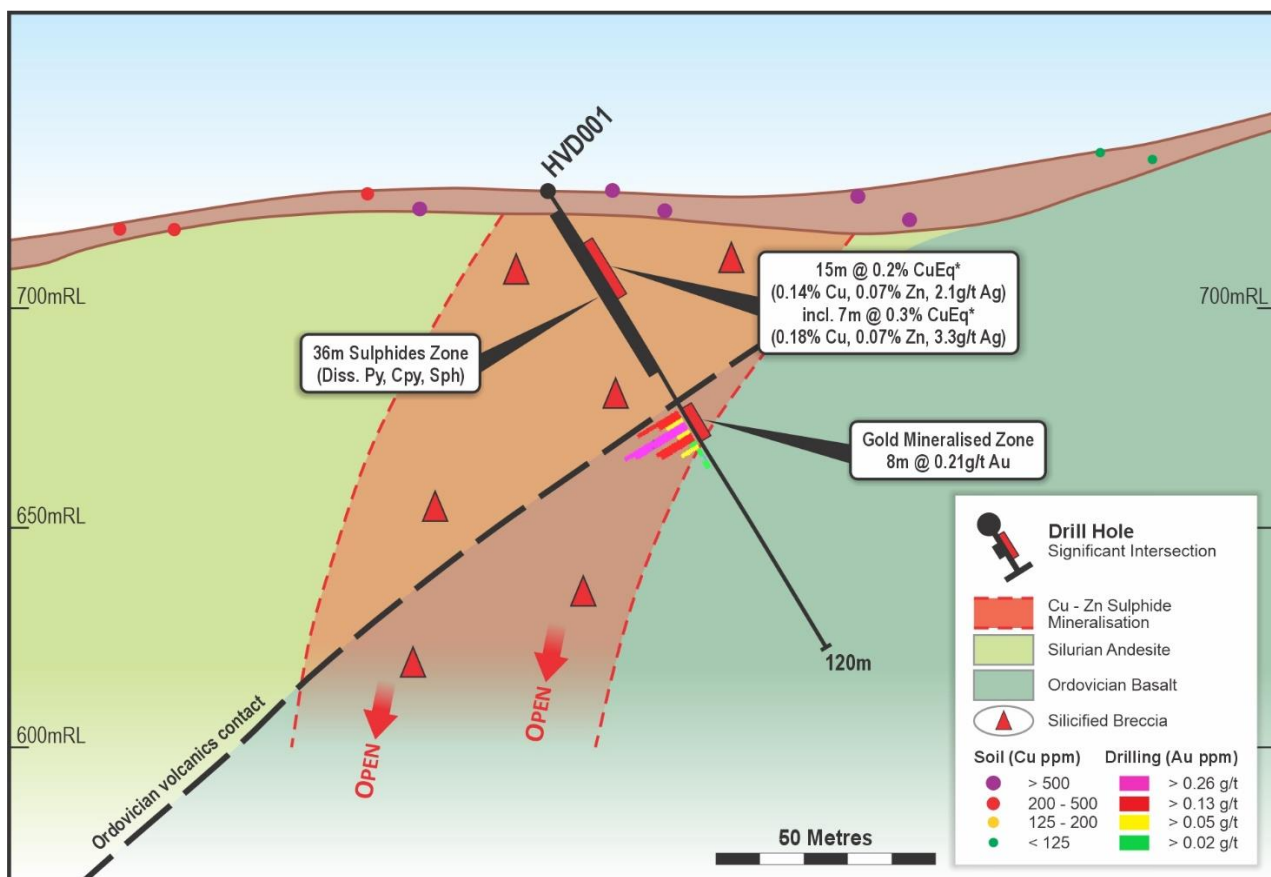 HVD001
700mRL
700mRL
15m @ 0.2% CuEq*
(0.14% Cu, 0.07% Zn, 2.1g/t Ag)
incl. 7m @ 0.3% CuEq*
(0.18% Cu, 0.07% Zn, 3.3g/t Ag)
36m Sulphides Zone
(Diss. Py, Cpy, Sph)
Gold Mineralised Zone
8m @ 0.21g/t Au
650mRL
120m
600mRL
OPEN
OPEN
Ordovician volcanics contact
50 Metres
Drill Hole
Significant Intersection
Cu - Zn Sulphide
Mineralisation
Silurian Andesite
Ordovician Basalt
Silicified Breccia
Soil (Cu ppm)
> 500
200 - 500
125 - 200
< 125
Drilling (Au ppm)
> 0.26 g/t
> 0.13 g/t
> 0.05 g/t
> 0.02 g/t